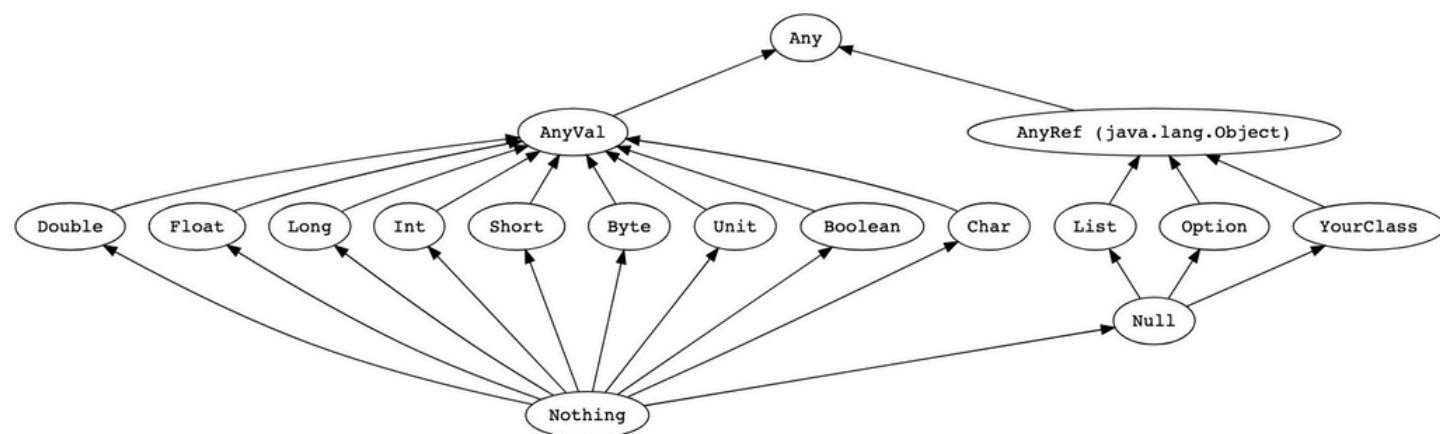 Any
AnyVal
AnyRef (java.lang.Object)
Double
Float
Long
Int
Short
Byte
Unit
Boolean
Char
List
Option
YourClass
Null
Nothing